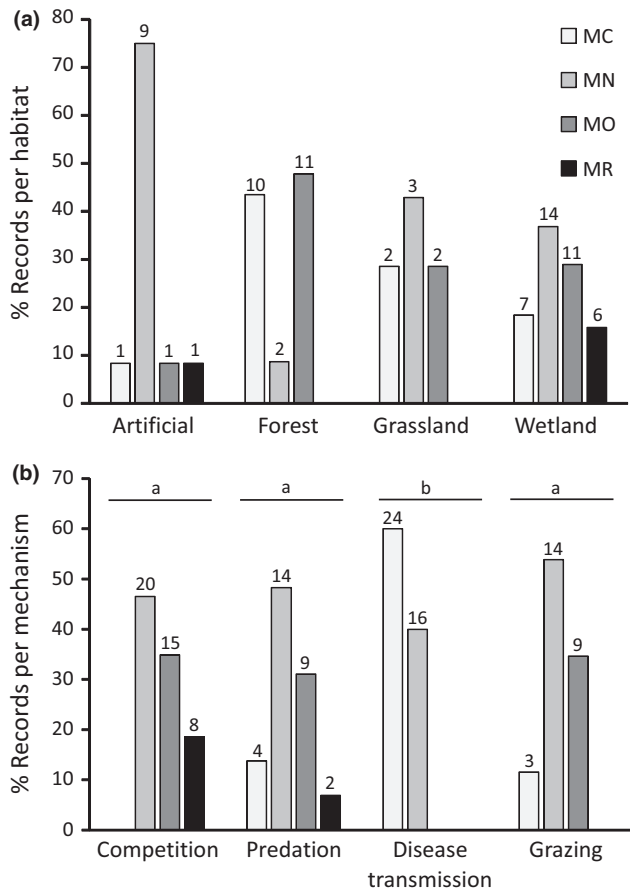 (a)
80
70
60
50
40
30
20
10
0
% Records per habitat
9
1 1 1
10 2 11
2 3 2
7 14 11 6
MC
MN
MO
MR
Artificial Forest Grassland Wetland
(b)
70
60
50
40
30
20
10
0
% Records per mechanism
a a b a
20 15 8
4 14 9 2
24 16
3 14 9
Competition Predation Disease Grazing
transmission